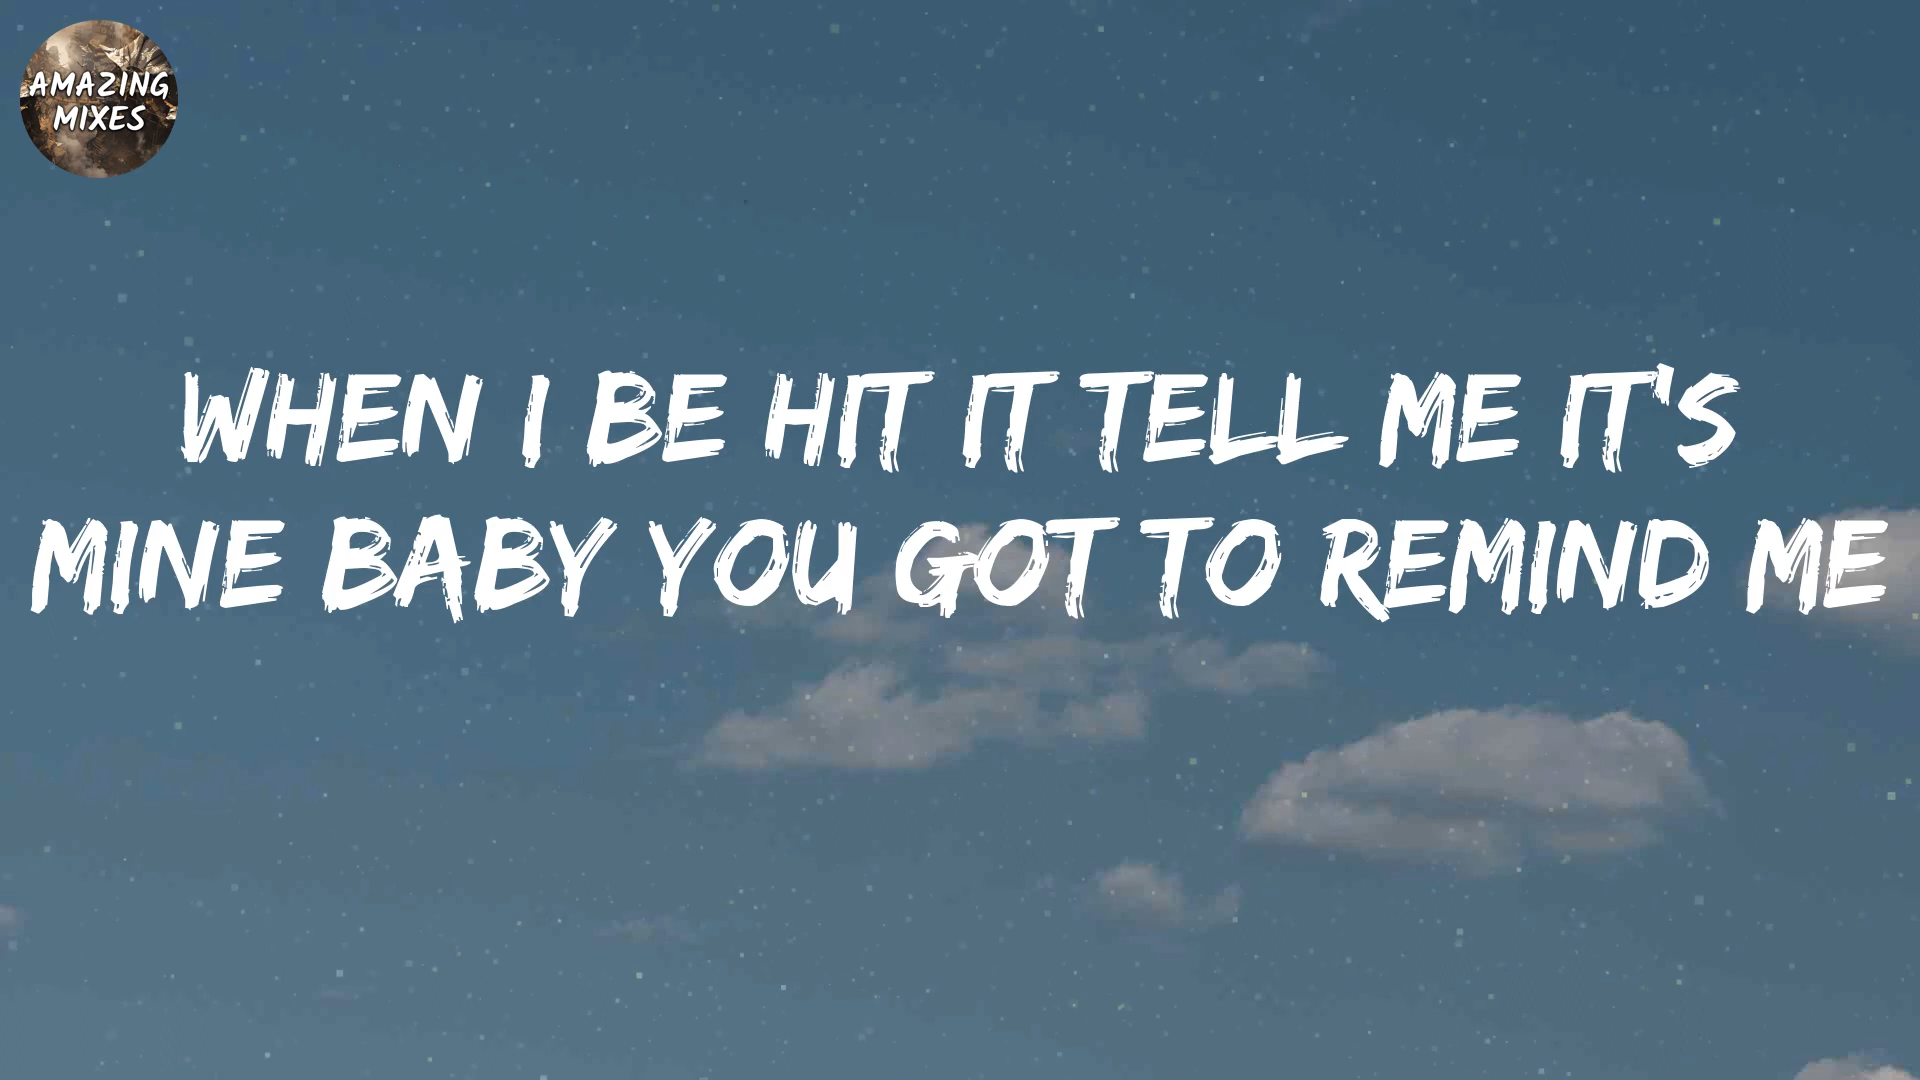 AMAZING
MIXES
WHEN I BE HIT IT TELL ME IT'S
MINE BABY YOU GOT TO REMIND ME